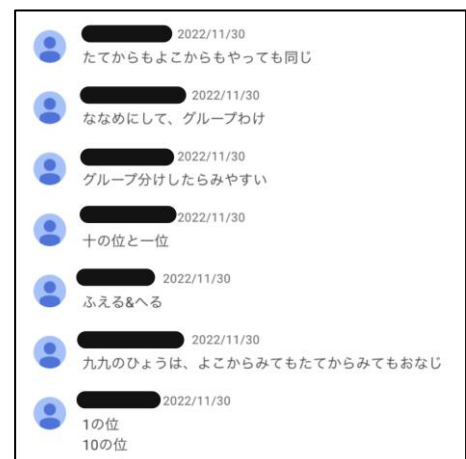 2022/11/30
たてからもよこからもやっても同じ
2022/11/30
ななめにして、グループわけ
2022/11/30
グループ分けしたらみやすい
2022/11/30
十の位と一位
2022/11/30
ふえる&へる
2022/11/30
九九のひょうは、よこからみてもたてからみてもおなじ
2022/11/30
1の位
10の位